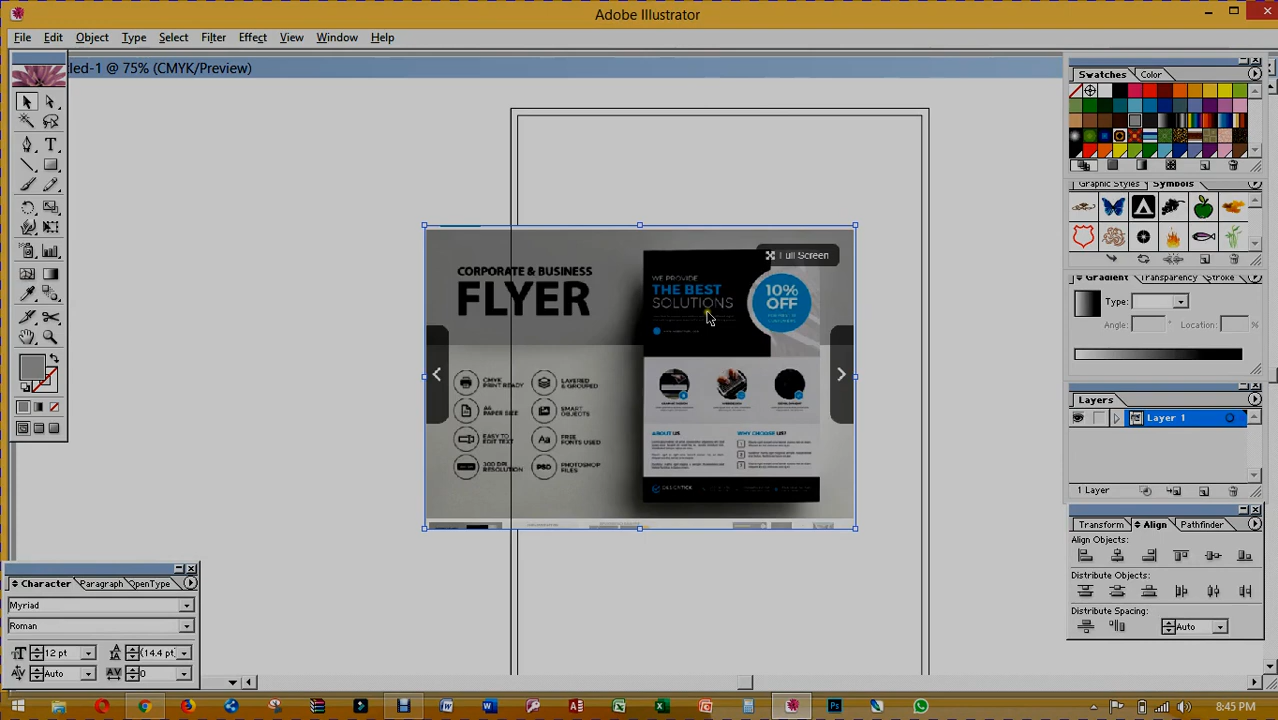 Adobe Illustrator
File Edit Object Type Select Filter Effect View Window Help
led-1 @ 75% (CMYK/Preview)
Swatches Color
Graphic Styles Symbols
Gradient Transparency Stroke
Type:
Angle: ° Location: %
Layers
Layer 1
1 Layer
Transform Align Pathfinder
Align Objects:
Distribute Objects:
Distribute Spacing:
Auto
CORPORATE & BUSINESS
FLYER
CMYK
PRINT READY
LAYERED
& GROUPED
A4
PAPER SIZE
SMART
OBJECTS
EASY TO
EDIT TEXT
Aa
FREE
FONTS USED
300 DPI
RESOLUTION
PSD
PHOTOSHOP
FILES
Full Screen
WE PROVIDE
THE BEST
SOLUTIONS
10%
OFF
ABOUT US
WHY CHOOSE US?
Character Paragraph OpenType
Myriad
Roman
12 pt (14.4 pt)
Auto 0
8:45 PM